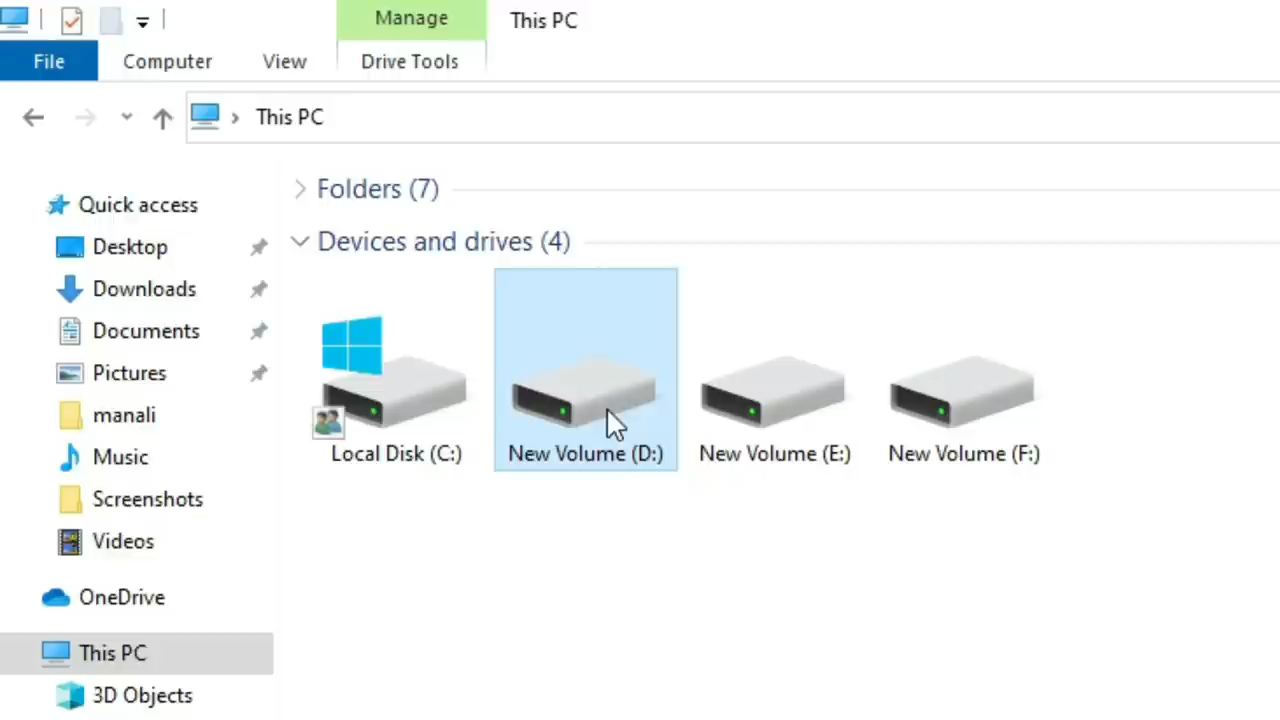 Manage
This PC
File
Computer
View
Drive Tools
This PC
Quick access
Desktop
Downloads
Documents
Pictures
manali
Music
Screenshots
Videos
OneDrive
This PC
3D Objects
Folders (7)
Devices and drives (4)
Local Disk (C:)
New Volume (D:)
New Volume (E:)
New Volume (F:)